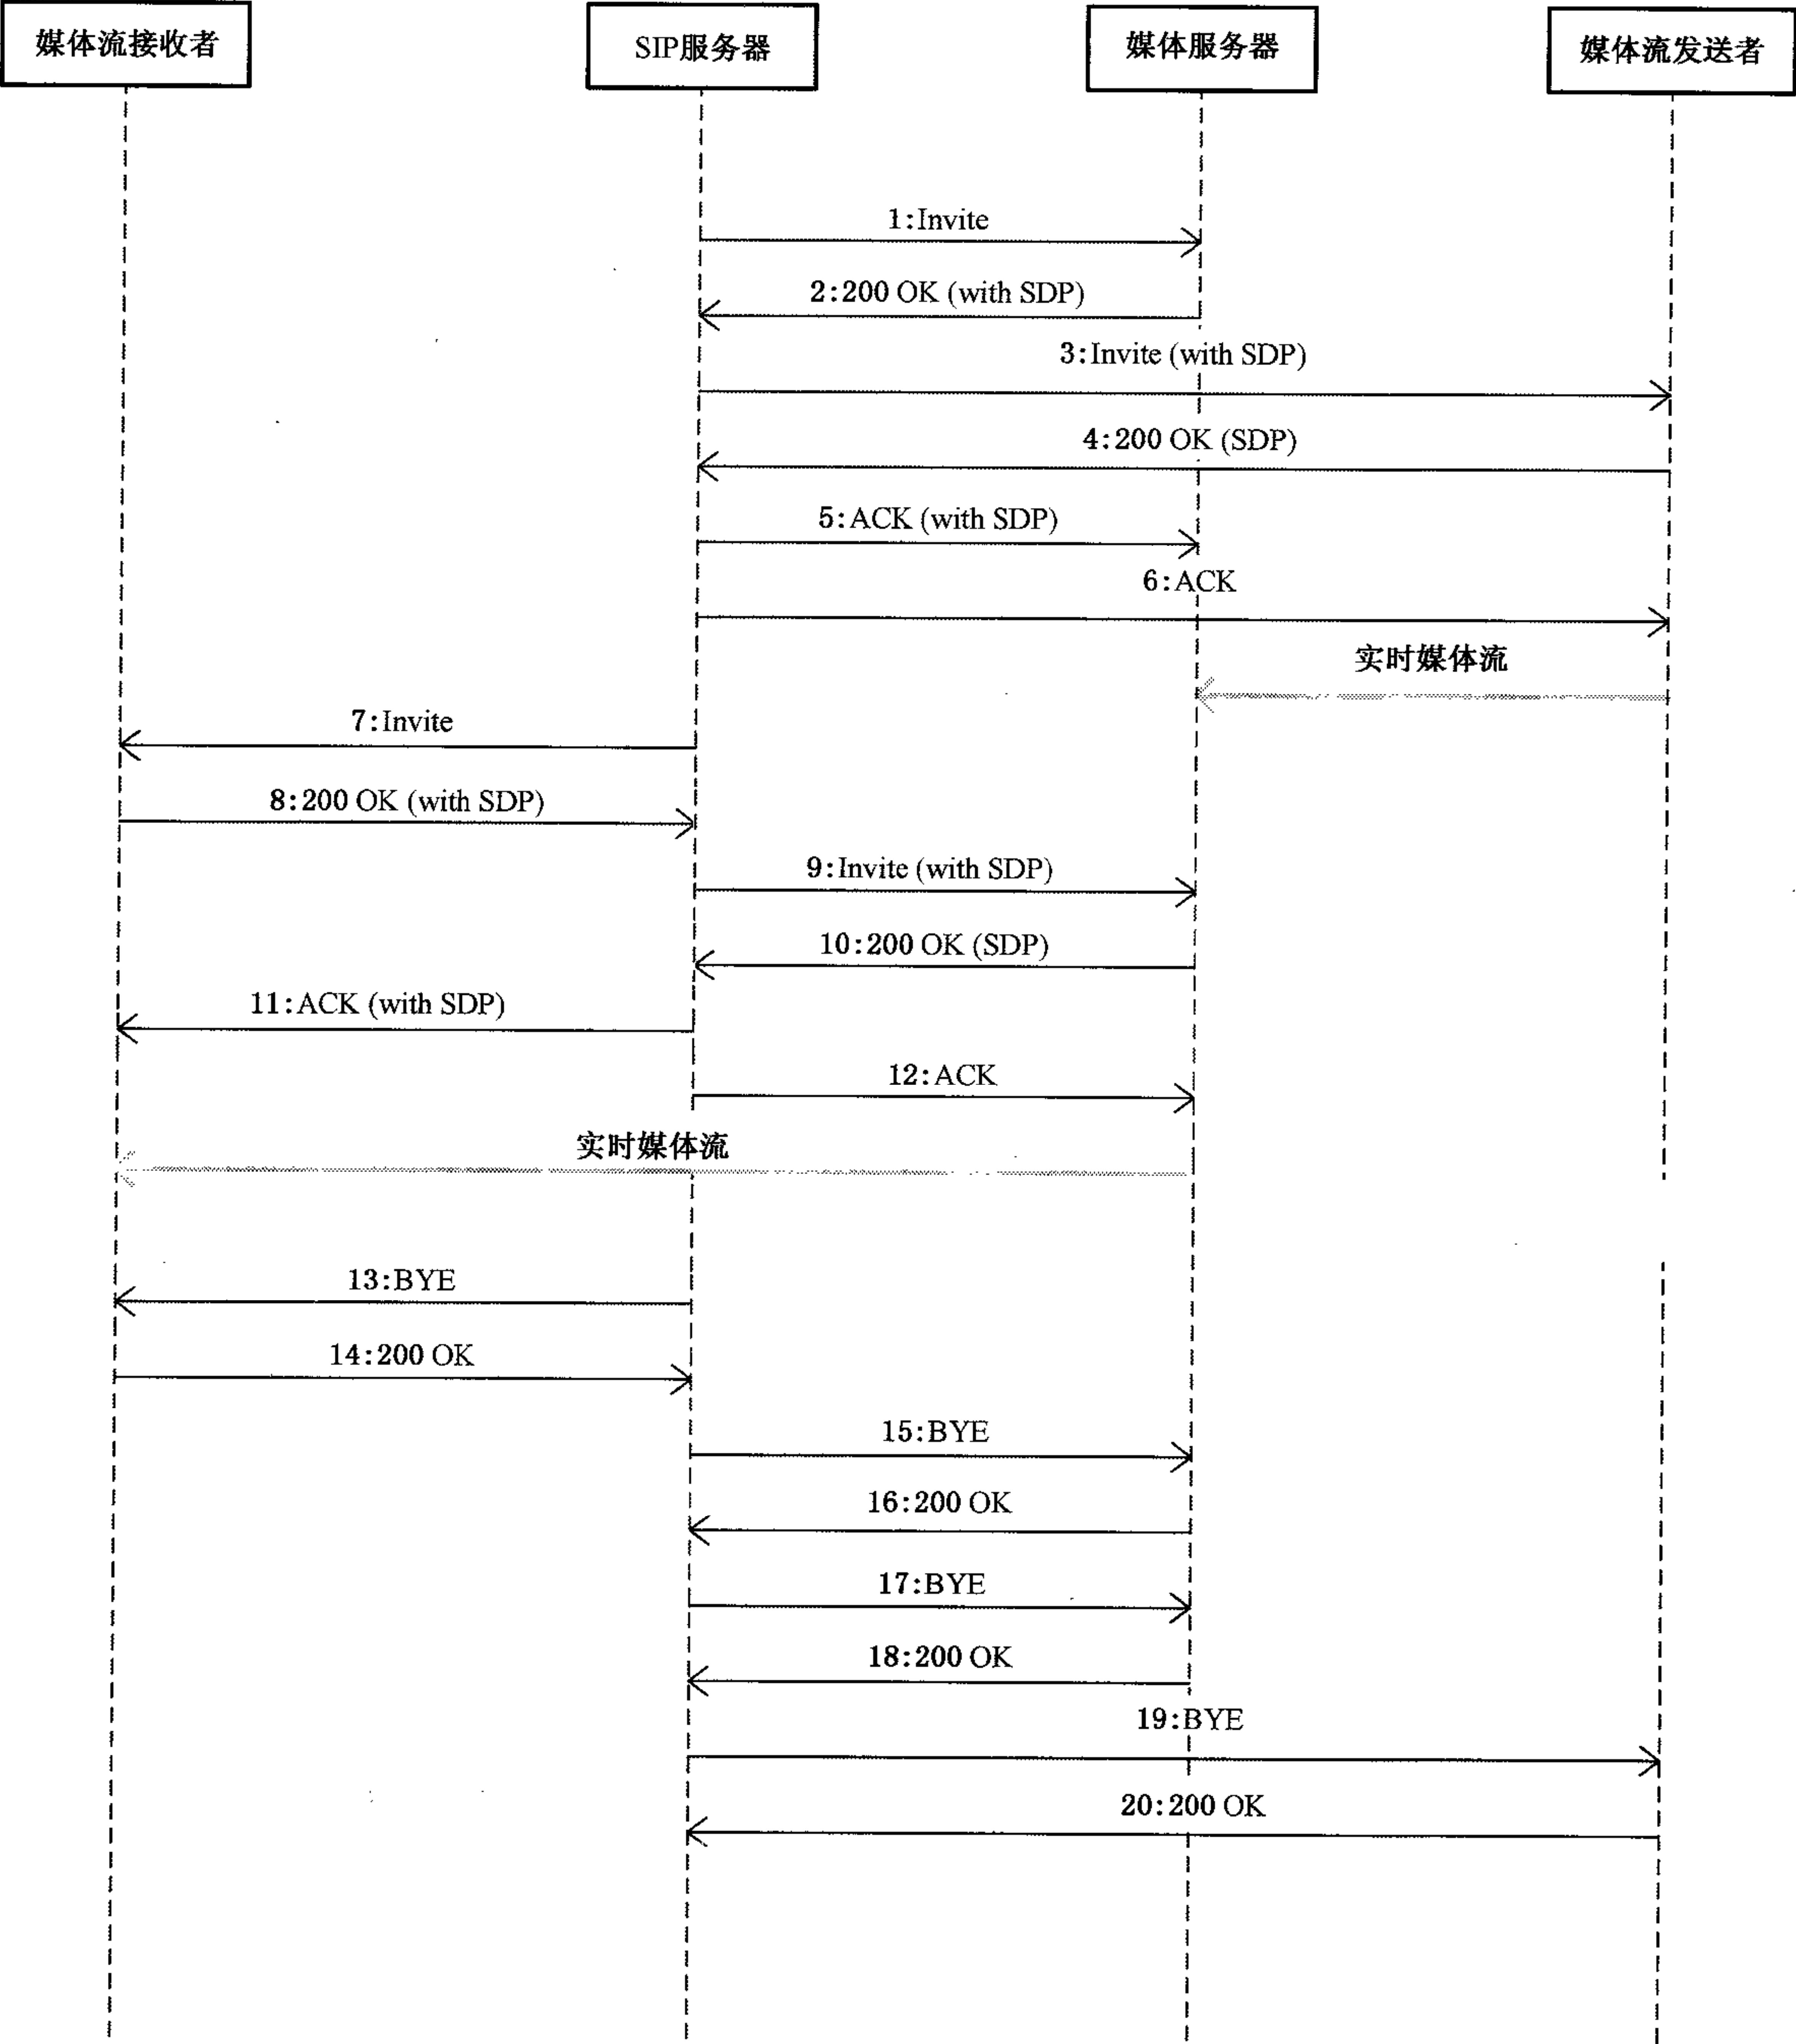 媒体流接收者
SIP服务器
媒体服务器
媒体流发送者
1:Invite
2:200 OK (with SDP)
3:Invite (with SDP)
4:200 OK (SDP)
5:ACK (with SDP)
6:ACK
实时媒体流
7:Invite
8:200 OK (with SDP)
9:Invite (with SDP)
10:200 OK (SDP)
11:ACK (with SDP)
12:ACK
实时媒体流
13:BYE
14:200 OK
15:BYE
16:200 OK
17:BYE
18:200 OK
19:BYE
20:200 OK